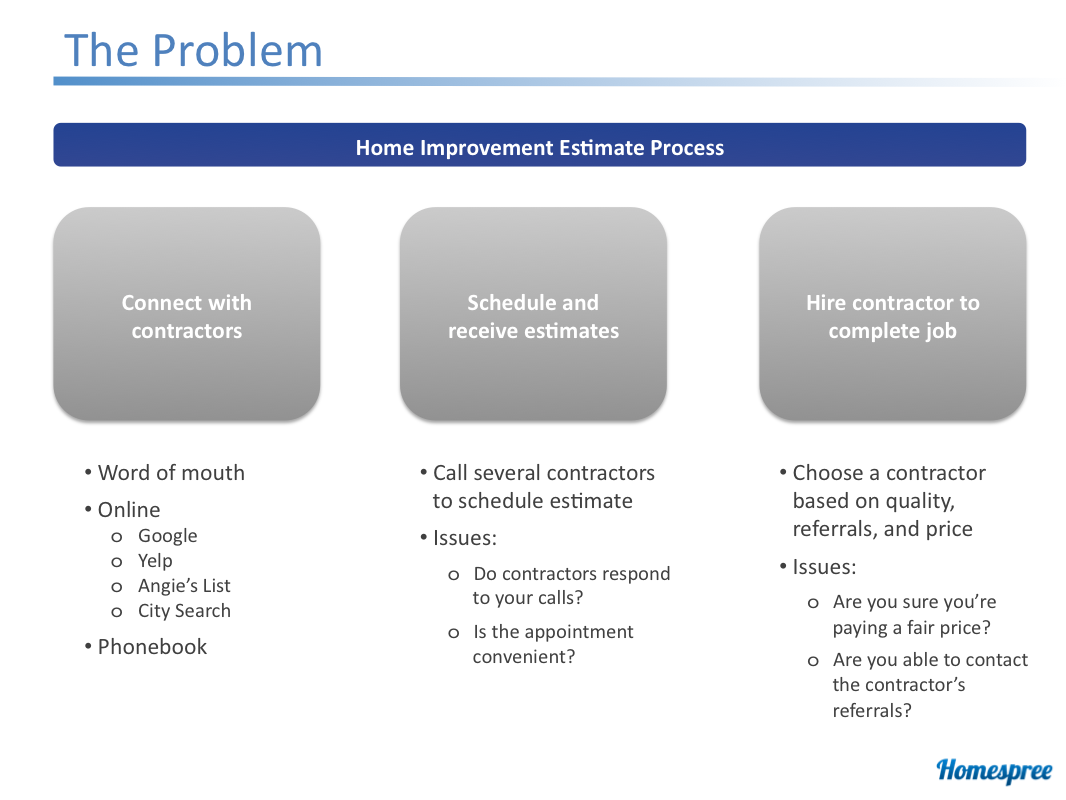 The Problem
Home Improvement Estimate Process
Connect with
contractors
Schedule and
receive estimates
Hire contractor to
complete job
• Word of mouth
• Online
o Google
o Yelp
o Angie’s List
o City Search
• Phonebook
• Call several contractors
to schedule estimate
• Issues:
o Do contractors respond
to your calls?
o Is the appointment
convenient?
• Choose a contractor
based on quality,
referrals, and price
• Issues:
o Are you sure you’re
paying a fair price?
o Are you able to contact
the contractor’s
referrals?
Homespree